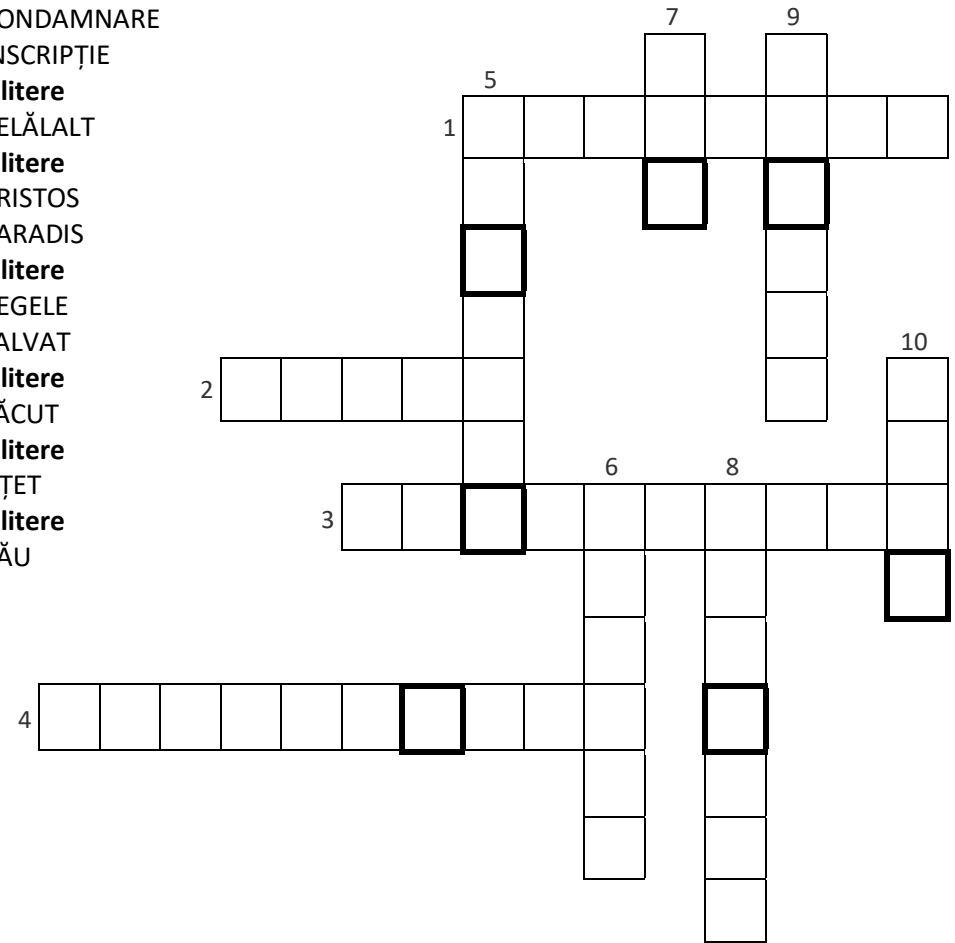 ONDAMNARE
NSCRIPȚIE
litere
ELĂLALT
litere
RISTOS
ARADIS
litere
EGELE
ALVAT
litere
ĂCUT
litere
ȚET
litere
ĂU
7 9
5
1
10
2
6 8
3
4